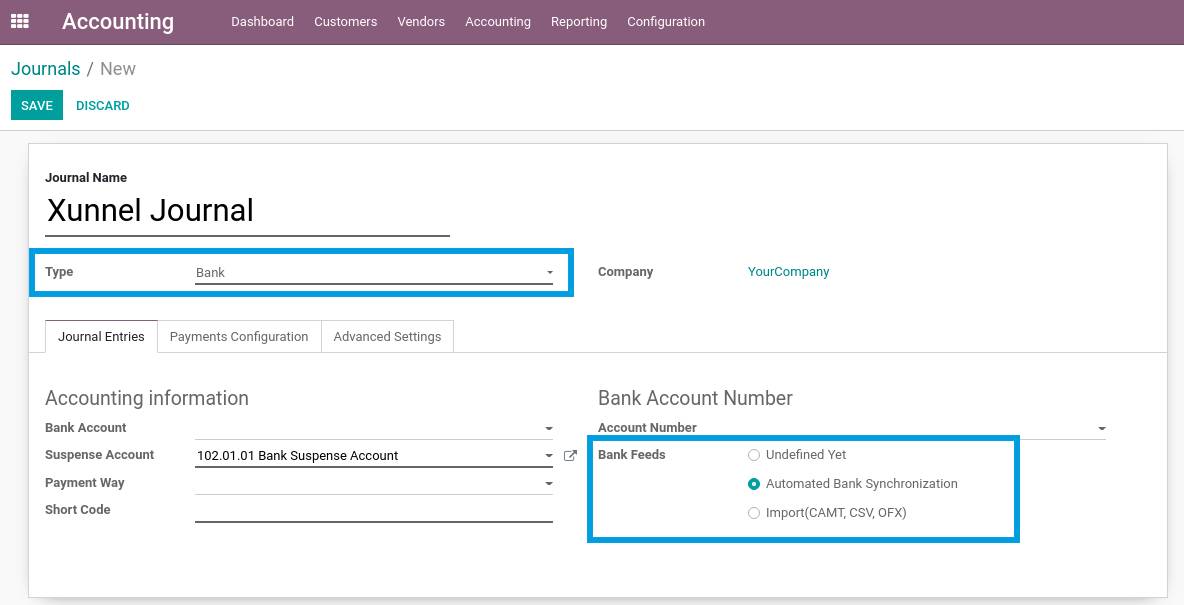 Accounting Dashboard Customers Vendors Accounting Reporting Configuration
Journals / New
SAVE DISCARD
Journal Name
Xunnel Journal
Type Bank Company YourCompany
Journal Entries Payments Configuration Advanced Settings
Accounting information Bank Account Number
Bank Account Account Number
Suspense Account 102.01.01 Bank Suspense Account Bank Feeds Undefined Yet
Payment Way Automated Bank Synchronization
Short Code Import(CAMT, CSV, OFX)